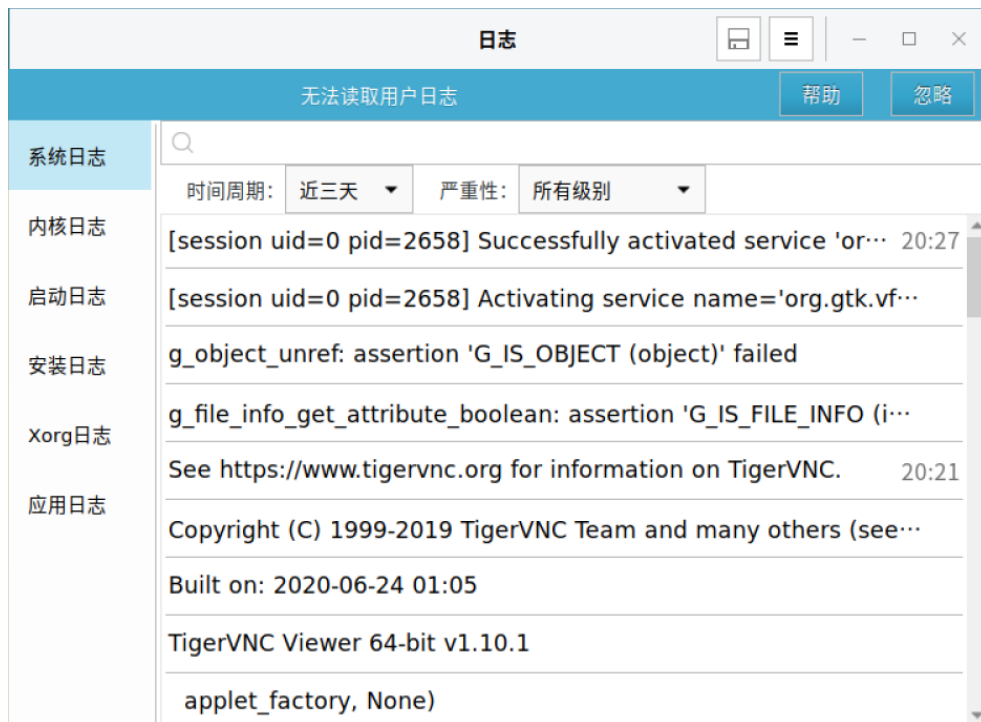 日志
无法读取用户日志 帮助 忽略
系统日志
内核日志
启动日志
安装日志
Xorg日志
应用日志
时间周期： 近三天 严重性： 所有级别
[session uid=0 pid=2658] Successfully activated service 'or··· 20:27
[session uid=0 pid=2658] Activating service name='org.gtk.vf···
g_object_unref: assertion 'G_IS_OBJECT (object)' failed
g_file_info_get_attribute_boolean: assertion 'G_IS_FILE_INFO (i···
See https://www.tigervnc.org for information on TigerVNC. 20:21
Copyright (C) 1999-2019 TigerVNC Team and many others (see···
Built on: 2020-06-24 01:05
TigerVNC Viewer 64-bit v1.10.1
applet_factory, None)